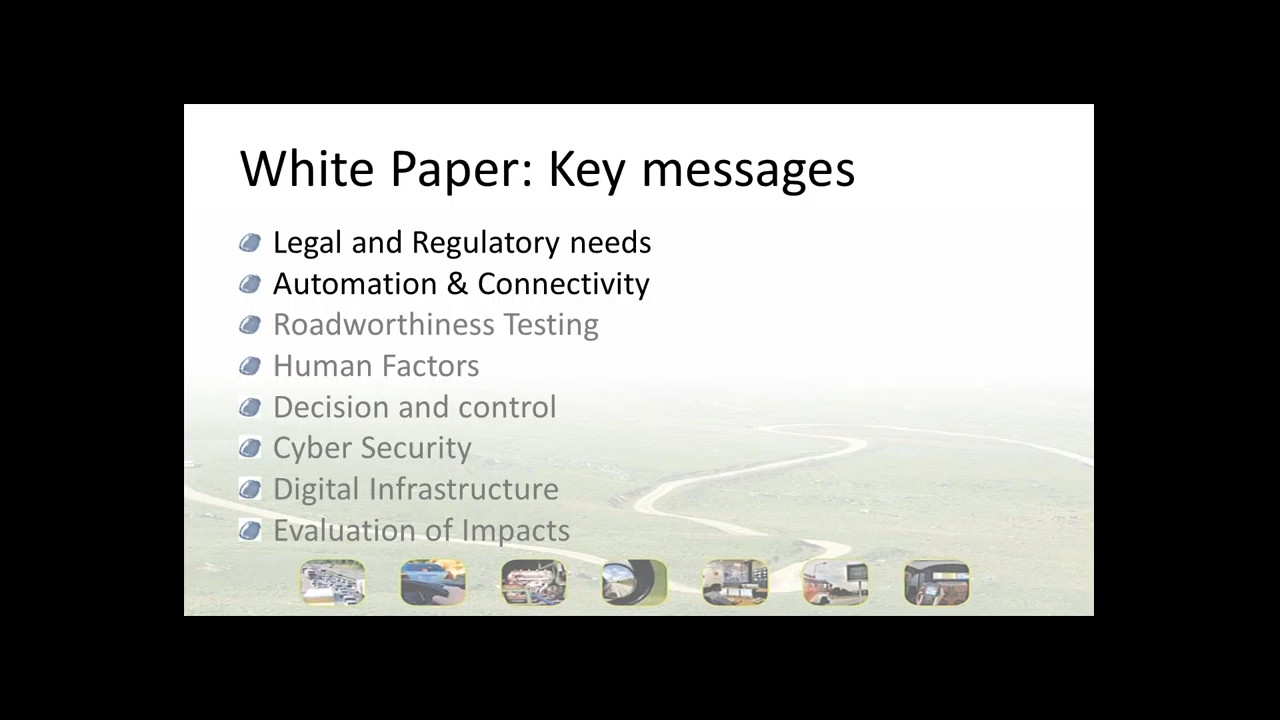 White Paper: Key messages
Legal and Regulatory needs
Automation & Connectivity
Roadworthiness Testing
Human Factors
Decision and control
Cyber Security
Digital Infrastructure
Evaluation of Impacts